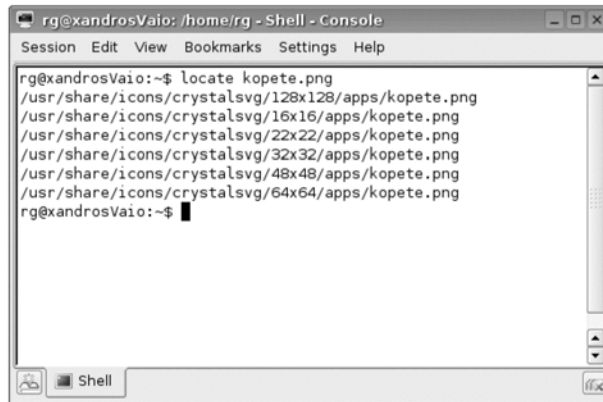 rg@xandrosVaio: /home/rg - Shell - Console
Session Edit View Bookmarks Settings Help
rg@xandrosVaio:~$ locate kopete.png
/usr/share/icons/crystalsvg/128x128/apps/kopete.png
/usr/share/icons/crystalsvg/16x16/apps/kopete.png
/usr/share/icons/crystalsvg/22x22/apps/kopete.png
/usr/share/icons/crystalsvg/32x32/apps/kopete.png
/usr/share/icons/crystalsvg/48x48/apps/kopete.png
/usr/share/icons/crystalsvg/64x64/apps/kopete.png
rg@xandrosVaio:~$
Shell